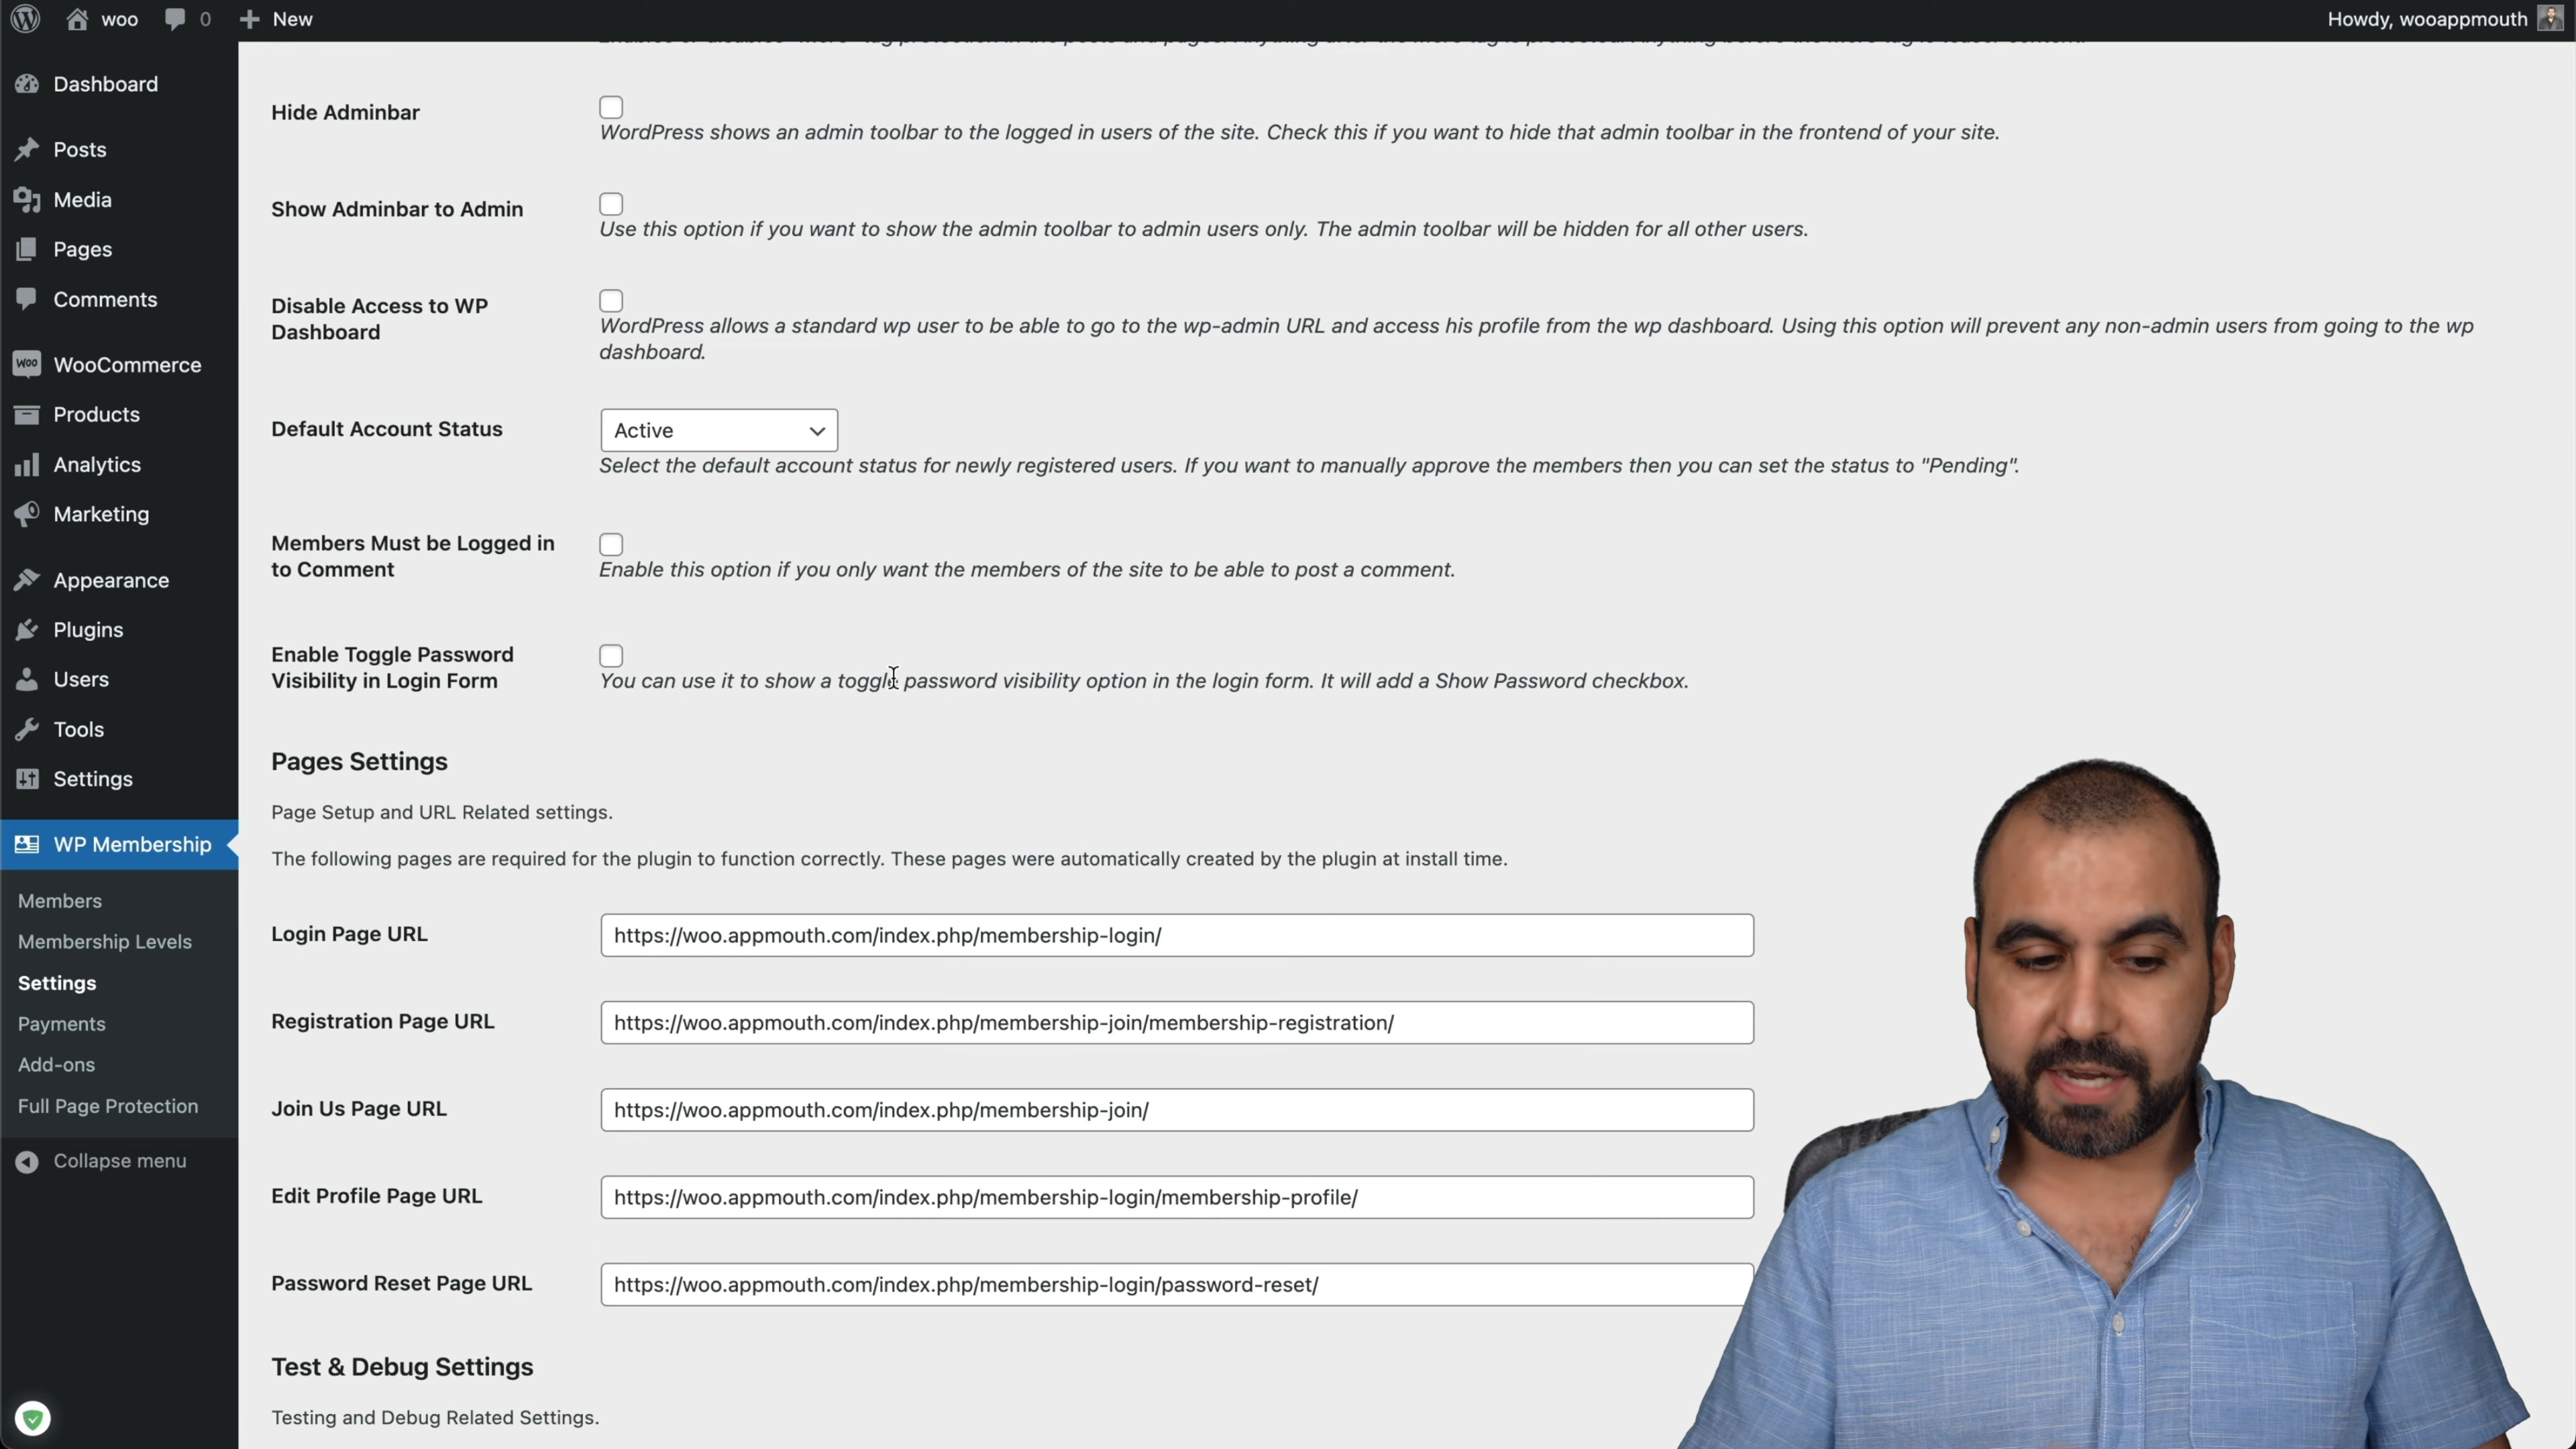 woo
0
New
Howdy, wooappmouth
Dashboard
Posts
Media
Pages
Comments
WooCommerce
Products
Analytics
Marketing
Appearance
Plugins
Users
Tools
Settings
WP Membership
Members
Membership Levels
Settings
Payments
Add-ons
Full Page Protection
Collapse menu
Hide Adminbar
WordPress shows an admin toolbar to the logged in users of the site. Check this if you want to hide that admin toolbar in the frontend of your site.
Show Adminbar to Admin
Use this option if you want to show the admin toolbar to admin users only. The admin toolbar will be hidden for all other users.
Disable Access to WP
Dashboard
WordPress allows a standard wp user to be able to go to the wp-admin URL and access his profile from the wp dashboard. Using this option will prevent any non-admin users from going to the wp
dashboard.
Default Account Status
Active
Select the default account status for newly registered users. If you want to manually approve the members then you can set the status to "Pending".
Members Must be Logged in
to Comment
Enable this option if you only want the members of the site to be able to post a comment.
Enable Toggle Password
Visibility in Login Form
You can use it to show a toggle password visibility option in the login form. It will add a Show Password checkbox.
Pages Settings
Page Setup and URL Related settings.
The following pages are required for the plugin to function correctly. These pages were automatically created by the plugin at install time.
Login Page URL
https://woo.appmouth.com/index.php/membership-login/
Registration Page URL
https://woo.appmouth.com/index.php/membership-join/membership-registration/
Join Us Page URL
https://woo.appmouth.com/index.php/membership-join/
Edit Profile Page URL
https://woo.appmouth.com/index.php/membership-login/membership-profile/
Password Reset Page URL
https://woo.appmouth.com/index.php/membership-login/password-reset/
Test & Debug Settings
Testing and Debug Related Settings.